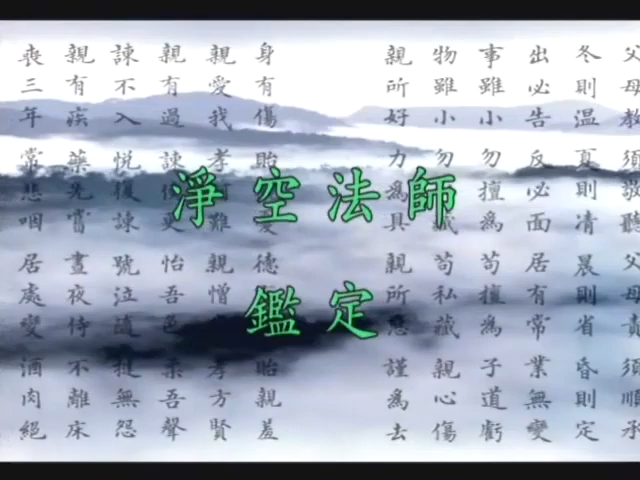 淨空法師
鑑定
父母教 須敬聽 父母責 須順承
冬則溫 夏則凊 晨則省 昏則定
出必告 反必面 居有常 業無變
事雖小 勿擅為 苟擅為 子道虧
物雖小 勿藏 苟私藏 親心傷
親所好 力為具 親所惡 謹為去
身有傷 貽憂 德 貽親羞
親愛我 孝難 親憎 孝方賢
親有過 諫使更 怡吾色 柔吾聲
諫不入 悅復諫 號泣隨 撻無怨
親有疾 藥先嘗 晝夜侍 不離床
喪三年 常悲咽 居處變 酒肉絕